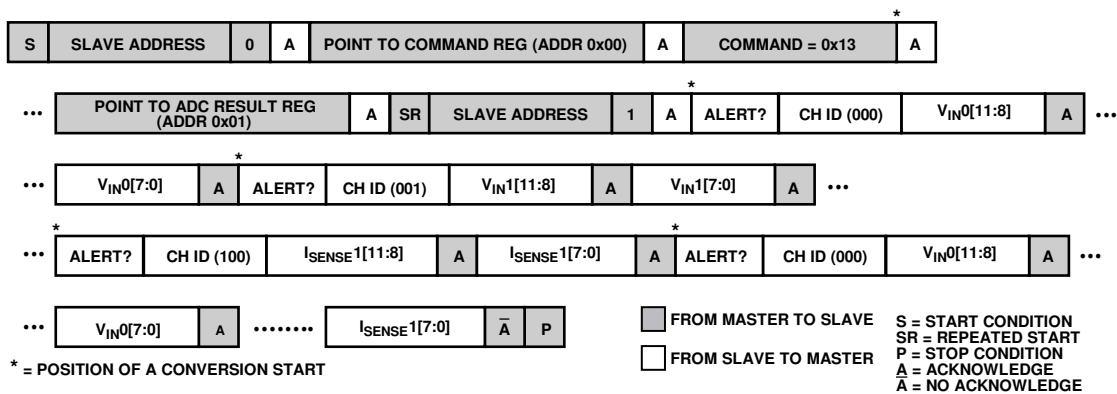 *
S SLAVE ADDRESS 0 A POINT TO COMMAND REG (ADDR 0x00) A COMMAND = 0x13 A
*
••• POINT TO ADC RESULT REG (ADDR 0x01) A SR SLAVE ADDRESS 1 A ALERT? CH ID (000) VIN0[11:8] A •••
*
••• VIN0[7:0] A ALERT? CH ID (001) VIN1[11:8] A VIN1[7:0] A •••
* *
••• ALERT? CH ID (100) ISENSE1[11:8] A ISENSE1[7:0] A ALERT? CH ID (000) VIN0[11:8] A •••
••• VIN0[7:0] A •••••••• ISENSE1[7:0] A̅ P
* = POSITION OF A CONVERSION START
FROM MASTER TO SLAVE
FROM SLAVE TO MASTER
S = START CONDITION
SR = REPEATED START
P = STOP CONDITION
A = ACKNOWLEDGE
A̅ = NO ACKNOWLEDGE